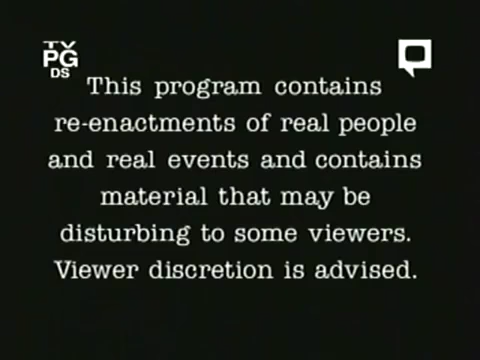 TV
PG
DS
This program contains
re-enactments of real people
and real events and contains
material that may be
disturbing to some viewers.
Viewer discretion is advised.